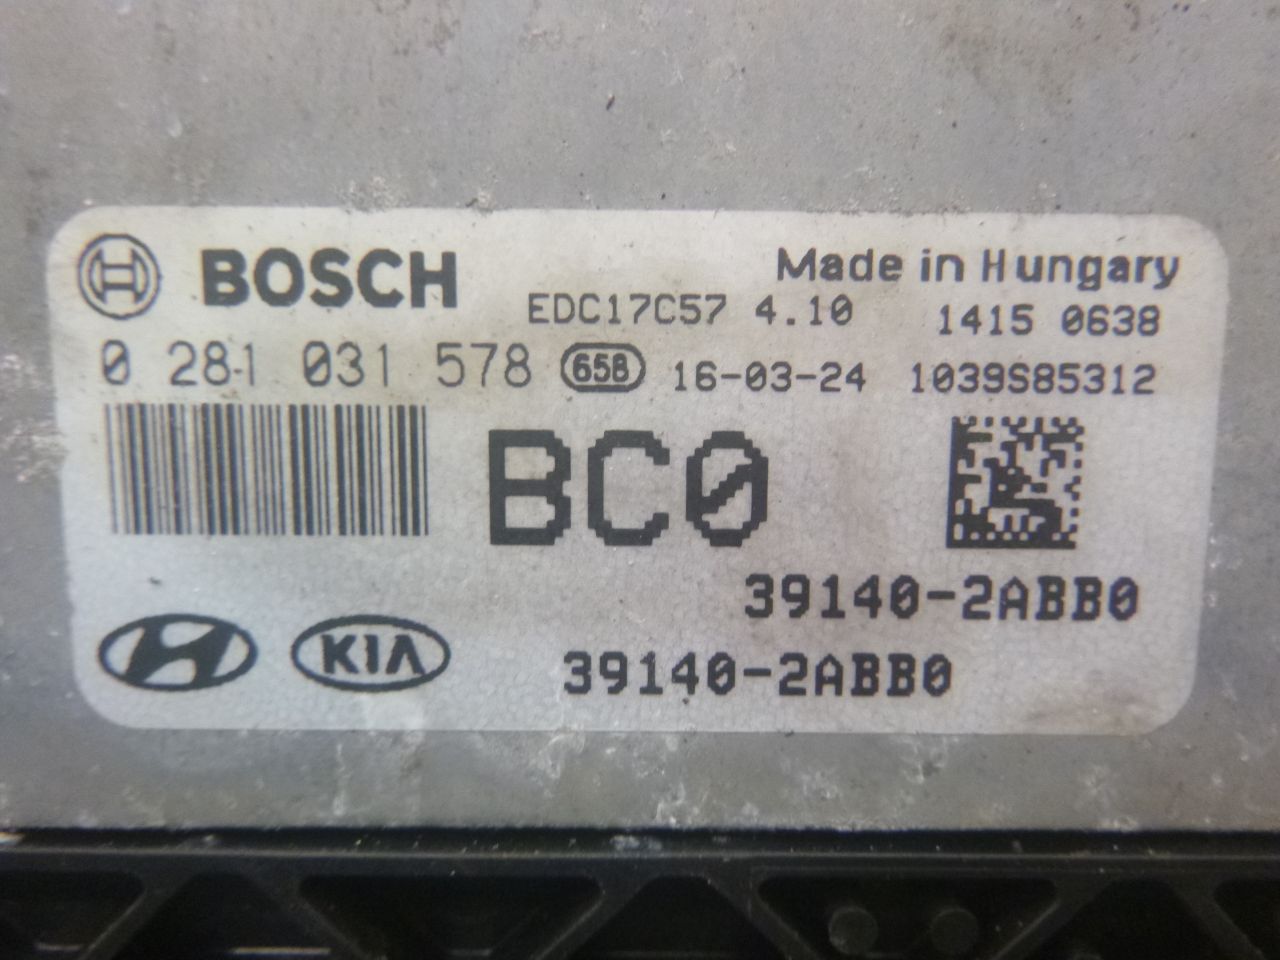 BOSCH
Made in Hungary
EDC17C57 4.10
1415 0638
0 281 031 578
65B
16-03-24
1039S85312
BC0
39140-2ABB0
KIA
39140-2ABB0